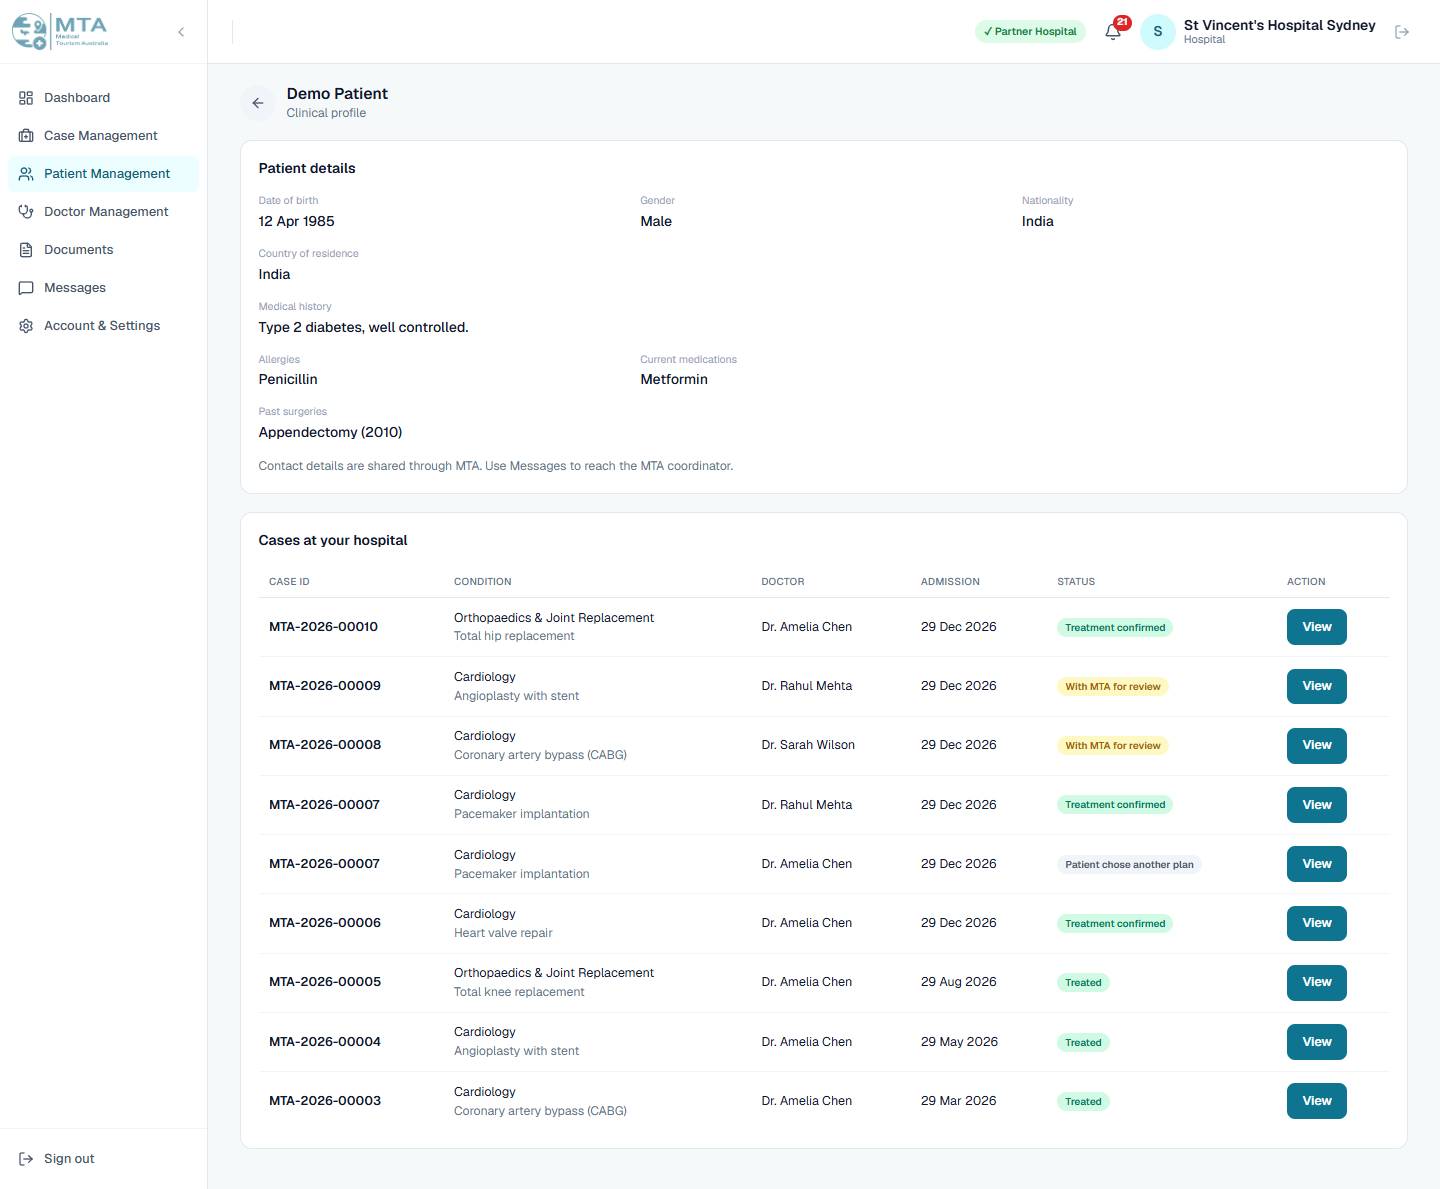 MTA
Medical
Tourism Australia
✓ Partner Hospital
21
S
St Vincent's Hospital Sydney
Hospital
Dashboard
Case Management
Patient Management
Doctor Management
Documents
Messages
Account & Settings
Sign out
Demo Patient
Clinical profile
Patient details
Date of birth
12 Apr 1985
Gender
Male
Nationality
India
Country of residence
India
Medical history
Type 2 diabetes, well controlled.
Allergies
Penicillin
Current medications
Metformin
Past surgeries
Appendectomy (2010)
Contact details are shared through MTA. Use Messages to reach the MTA coordinator.
Cases at your hospital
CASE ID CONDITION DOCTOR ADMISSION STATUS ACTION
MTA-2026-00010 Orthopaedics & Joint Replacement Dr. Amelia Chen 29 Dec 2026 Treatment confirmed View
Total hip replacement
MTA-2026-00009 Cardiology Dr. Rahul Mehta 29 Dec 2026 With MTA for review View
Angioplasty with stent
MTA-2026-00008 Cardiology Dr. Sarah Wilson 29 Dec 2026 With MTA for review View
Coronary artery bypass (CABG)
MTA-2026-00007 Cardiology Dr. Rahul Mehta 29 Dec 2026 Treatment confirmed View
Pacemaker implantation
MTA-2026-00007 Cardiology Dr. Amelia Chen 29 Dec 2026 Patient chose another plan View
Pacemaker implantation
MTA-2026-00006 Cardiology Dr. Amelia Chen 29 Dec 2026 Treatment confirmed View
Heart valve repair
MTA-2026-00005 Orthopaedics & Joint Replacement Dr. Amelia Chen 29 Aug 2026 Treated View
Total knee replacement
MTA-2026-00004 Cardiology Dr. Amelia Chen 29 May 2026 Treated View
Angioplasty with stent
MTA-2026-00003 Cardiology Dr. Amelia Chen 29 Mar 2026 Treated View
Coronary artery bypass (CABG)